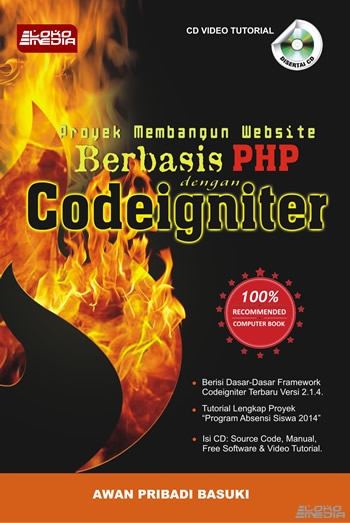 LOKO
MEDIA
CD VIDEO TUTORIAL
DISERTAI CD
Proyek Membangun Website
Berbasis PHP
dengan
Codeigniter
100%
RECOMMENDED
COMPUTER BOOK
• Berisi Dasar-Dasar Framework
Codeigniter Terbaru Versi 2.1.4.
• Tutorial Lengkap Proyek
“Program Absensi Siswa 2014”
• Isi CD: Source Code, Manual,
Free Software & Video Tutorial.
AWAN PRIBADI BASUKI
LOKO
MEDIA